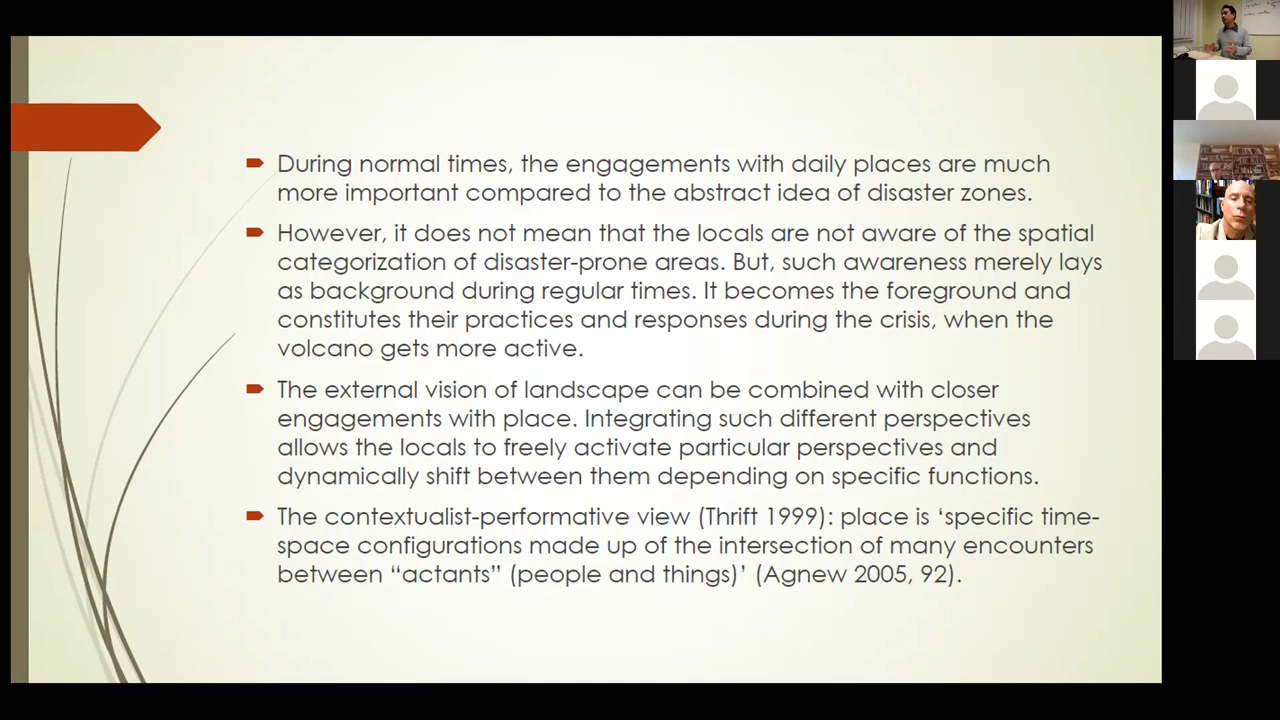 During normal times, the engagements with daily places are much
more important compared to the abstract idea of disaster zones.
However, it does not mean that the locals are not aware of the spatial
categorization of disaster-prone areas. But, such awareness merely lays
as background during regular times. It becomes the foreground and
constitutes their practices and responses during the crisis, when the
volcano gets more active.
The external vision of landscape can be combined with closer
engagements with place. Integrating such different perspectives
allows the locals to freely activate particular perspectives and
dynamically shift between them depending on specific functions.
The contextualist-performative view (Thrift 1999): place is ‘specific time-
space configurations made up of the intersection of many encounters
between “actants” (people and things)’ (Agnew 2005, 92).